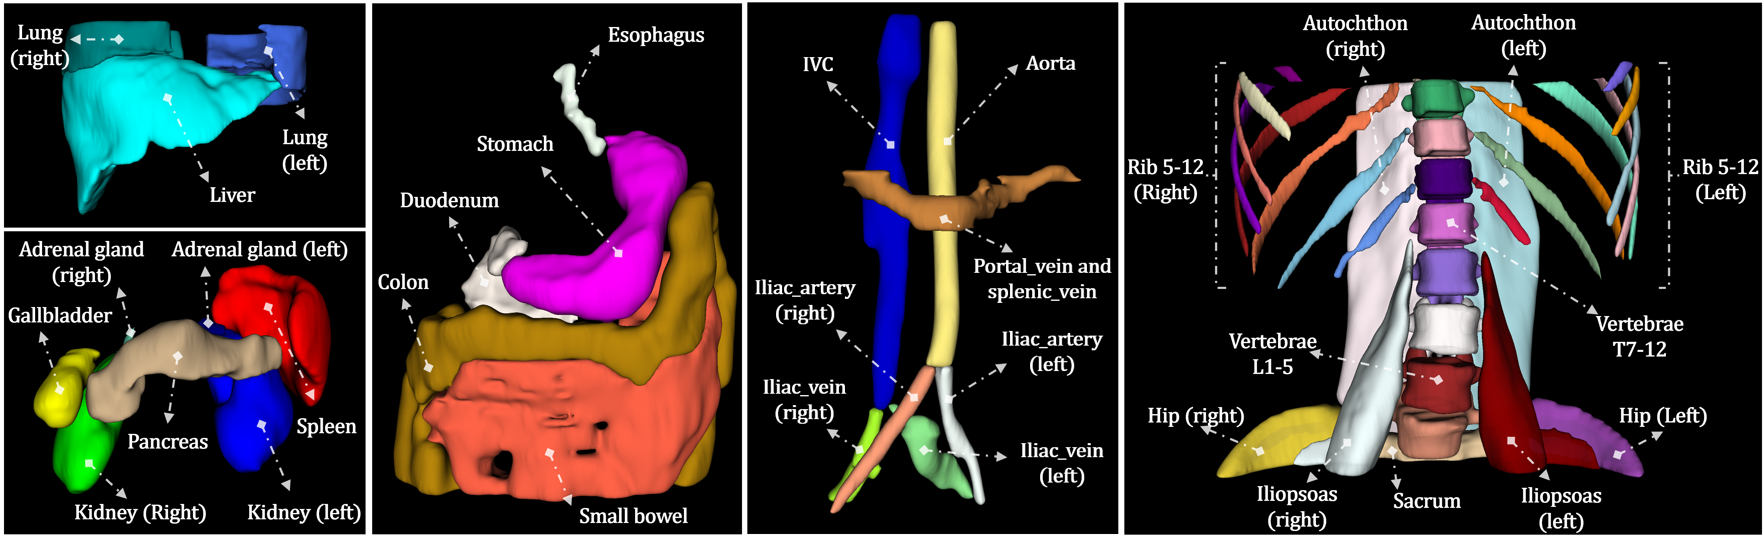 Lung
(right)
Lung
(left)
Liver
Adrenal gland
(right)
Adrenal gland (left)
Gallbladder
Pancreas
Spleen
Kidney (Right)
Kidney (left)
Esophagus
Stomach
Duodenum
Colon
Small bowel
IVC
Aorta
Portal_vein and
splenic_vein
Iliac_artery
(right)
Iliac_artery
(left)
Iliac_vein
(right)
Iliac_vein
(left)
Autochthon
(right)
Autochthon
(left)
Rib 5-12
(Right)
Rib 5-12
(Left)
Vertebrae
T7-12
Vertebrae
L1-5
Hip (right)
Hip (Left)
Iliopsoas
(right)
Sacrum
Iliopsoas
(left)